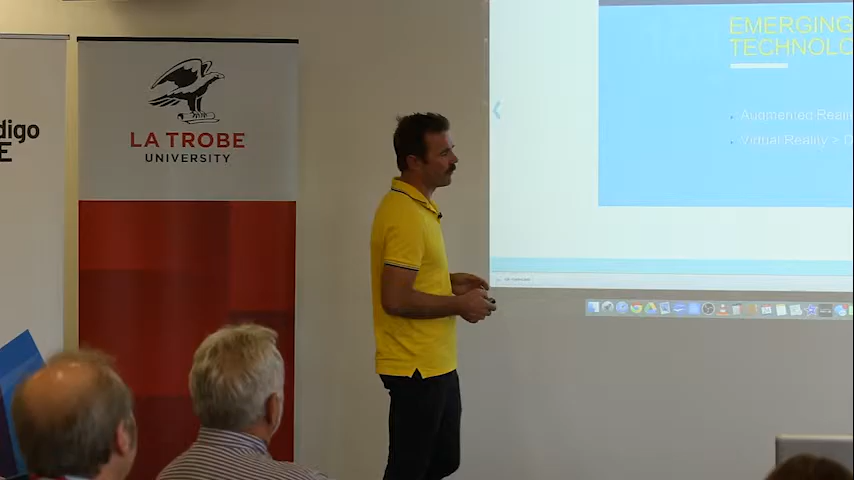 digo
E
LA TROBE
UNIVERSITY
EMERGING
TECHNOLO
Augmented Reali
Virtual Reality > D